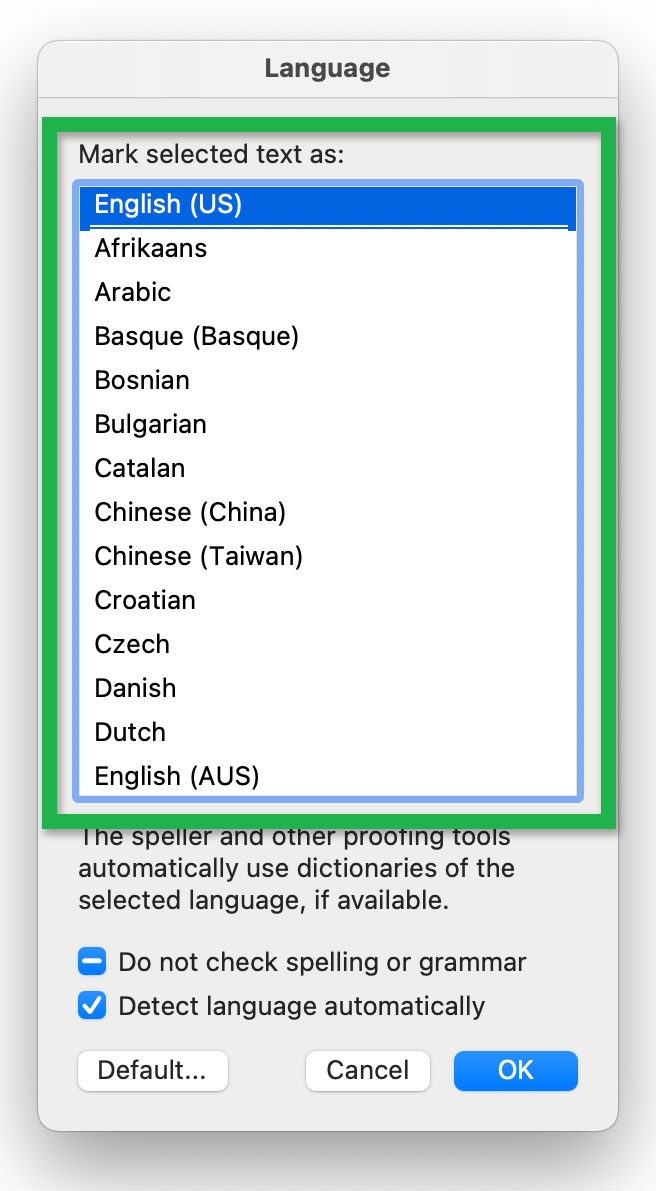 Language
Mark selected text as:
English (US)
Afrikaans
Arabic
Basque (Basque)
Bosnian
Bulgarian
Catalan
Chinese (China)
Chinese (Taiwan)
Croatian
Czech
Danish
Dutch
English (AUS)
The speller and other proofing tools
automatically use dictionaries of the
selected language, if available.
Do not check spelling or grammar
Detect language automatically
Default...
Cancel
OK